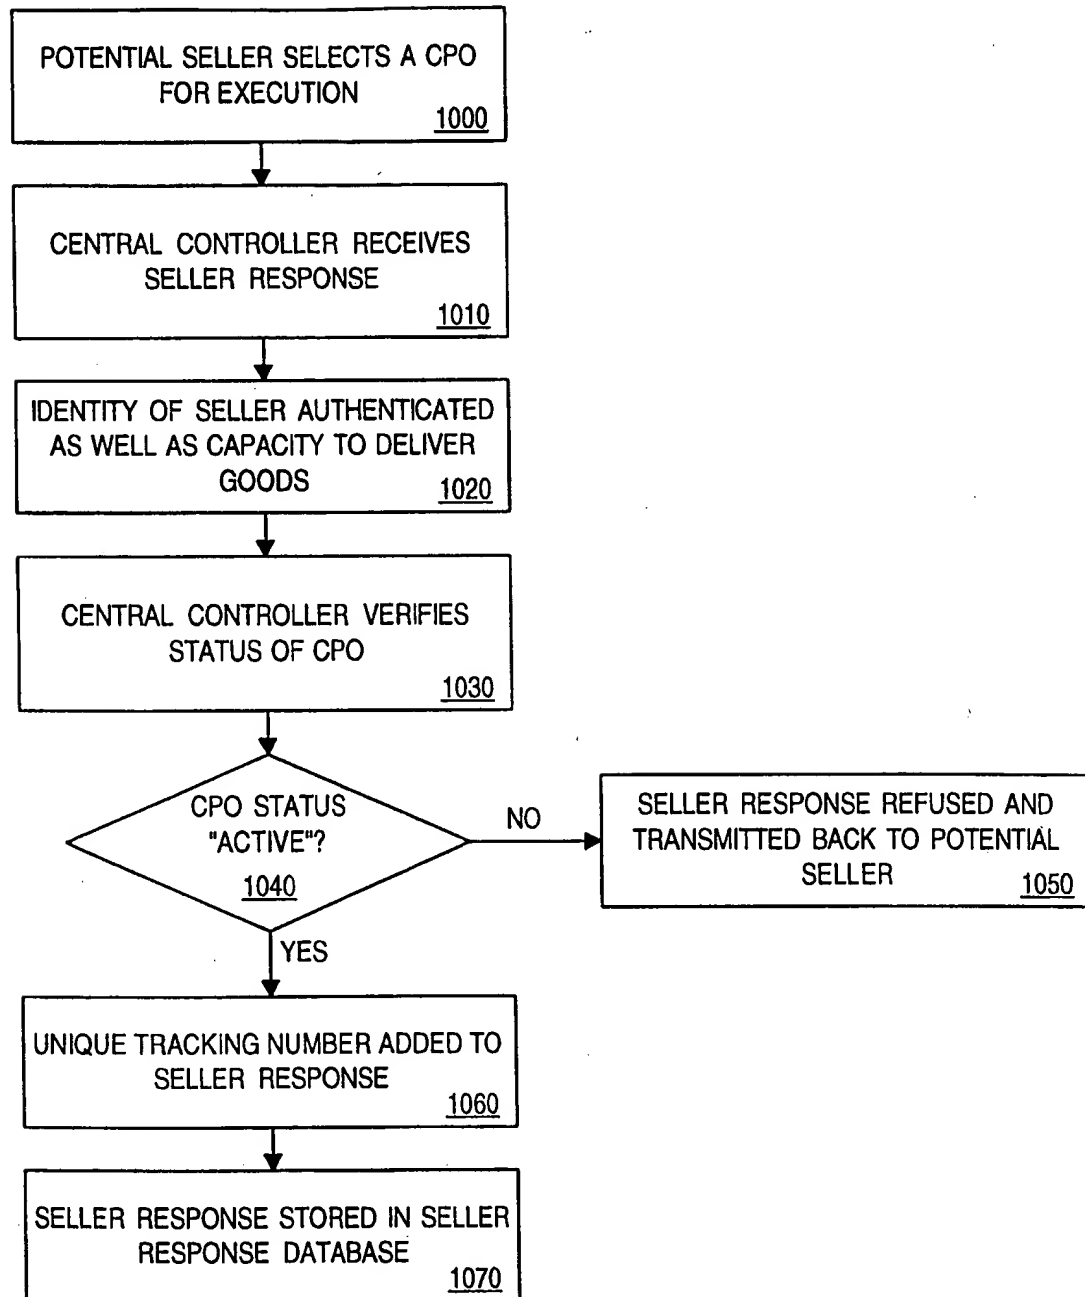 POTENTIAL SELLER SELECTS A CPO
FOR EXECUTION
1000
CENTRAL CONTROLLER RECEIVES
SELLER RESPONSE
1010
IDENTITY OF SELLER AUTHENTICATED
AS WELL AS CAPACITY TO DELIVER
GOODS
1020
CENTRAL CONTROLLER VERIFIES
STATUS OF CPO
1030
CPO STATUS
"ACTIVE"?
1040
NO
SELLER RESPONSE REFUSED AND
TRANSMITTED BACK TO POTENTIAL
SELLER
1050
YES
UNIQUE TRACKING NUMBER ADDED TO
SELLER RESPONSE
1060
SELLER RESPONSE STORED IN SELLER
RESPONSE DATABASE
1070